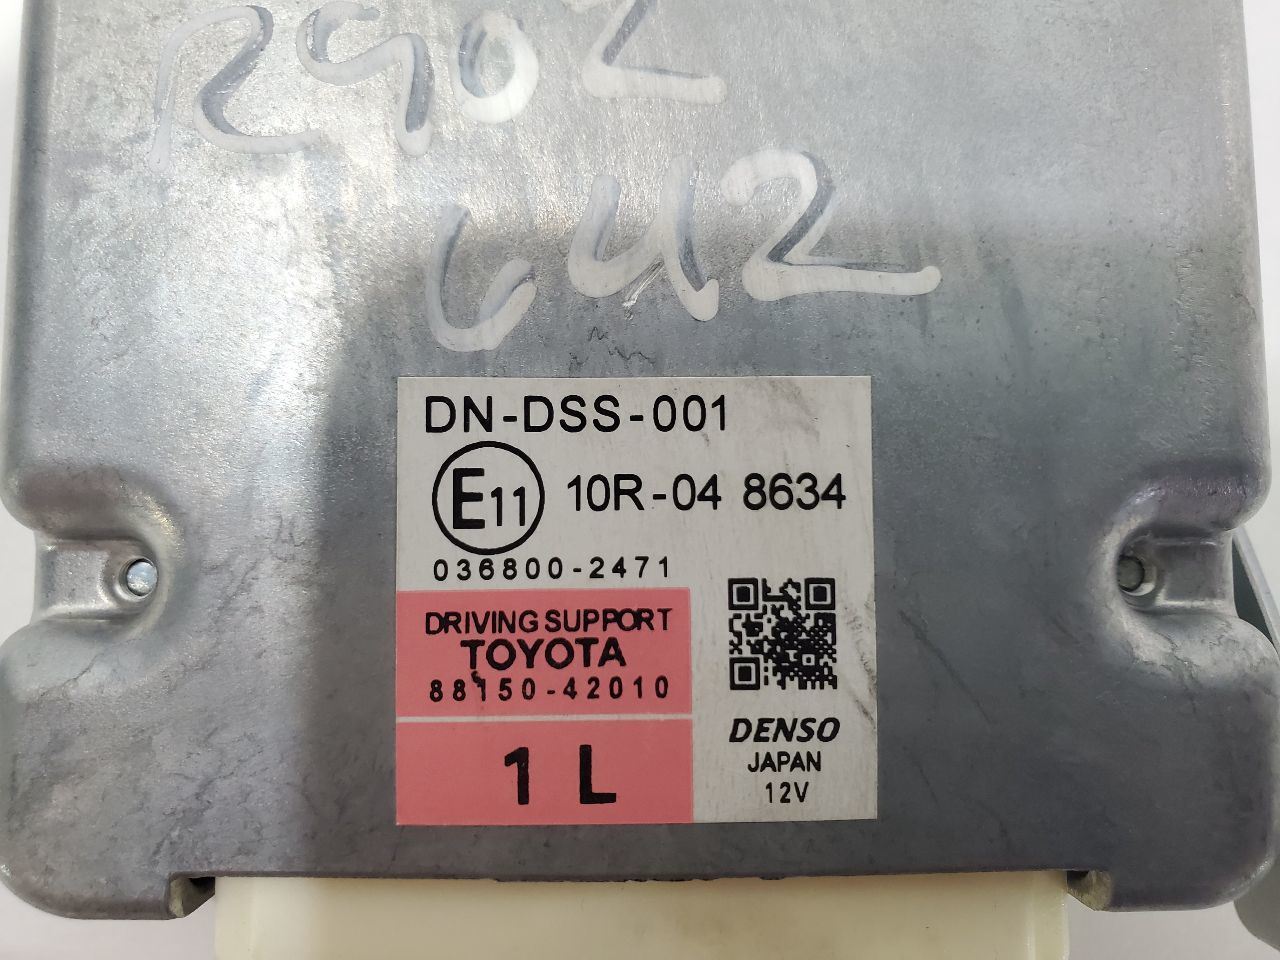 R902
642
DN-DSS-001
E11 10R-04 8634
036800-2471
DRIVING SUPPORT
TOYOTA
88150-42010
1L
DENSO
JAPAN
12V